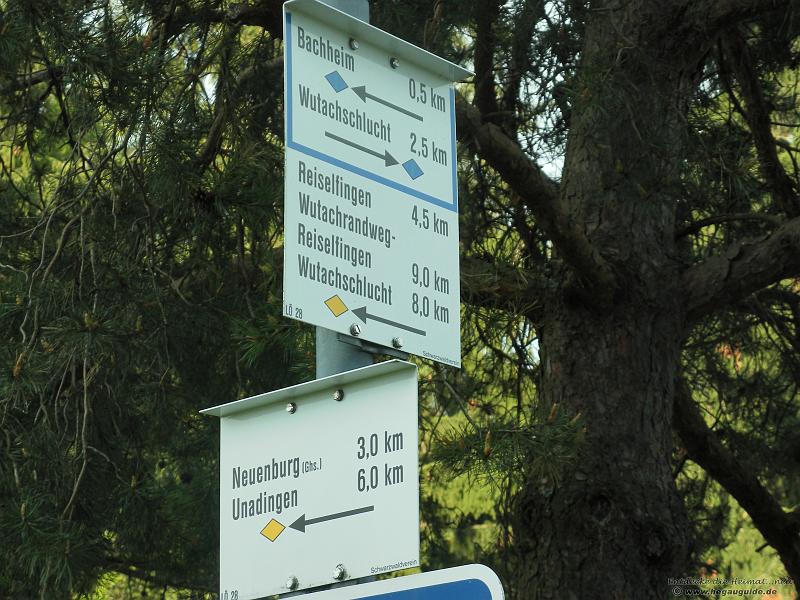 Bachheim 0,5 km
Wutachschlucht 2,5 km
Reiselfingen 4,5 km
Wutachrandweg-
Reiselfingen 9,0 km
Wutachschlucht 8,0 km
LÖ 28
Schwarzwaldverein
Neuenburg (Ghs.) 3,0 km
Unadingen 6,0 km
Schwarzwaldverein
LÖ 28
Entdecke die Heimat...neu
© www.hegauguide.de